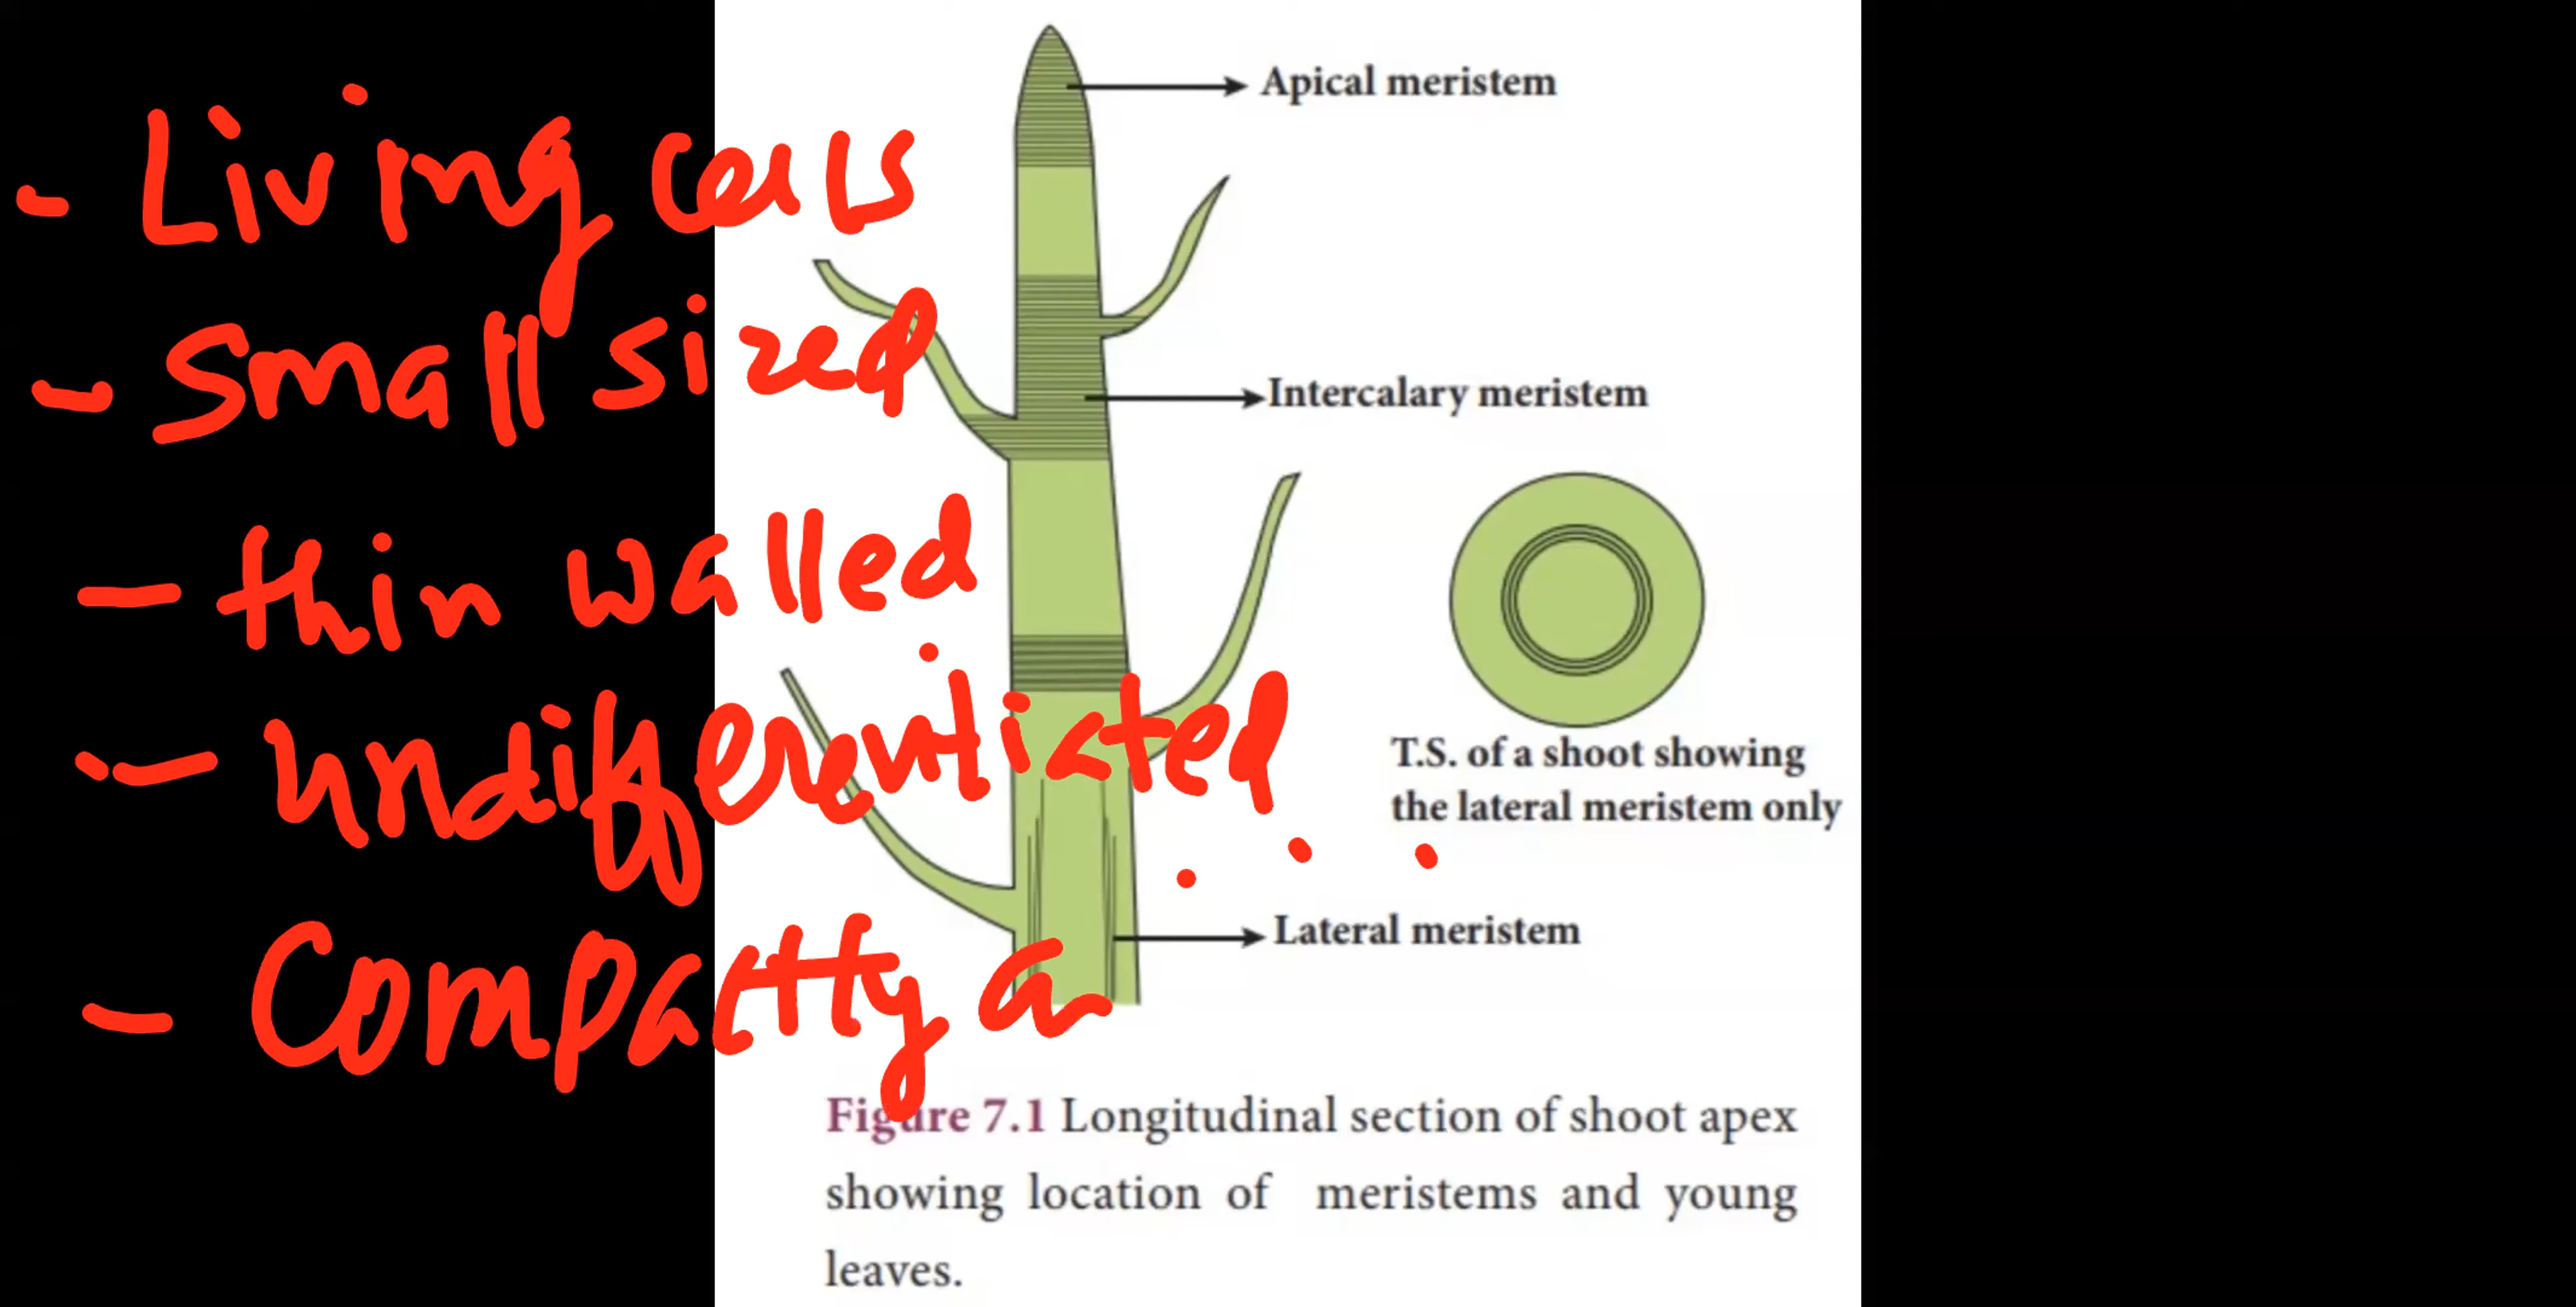 Apical meristem
- Living cells
- Small sized
Intercalary meristem
- thin walled
- undifferentiated
T.S. of a shoot showing
the lateral meristem only
Lateral meristem
- Compactly a
Figure 7.1 Longitudinal section of shoot apex
showing location of meristems and young
leaves.